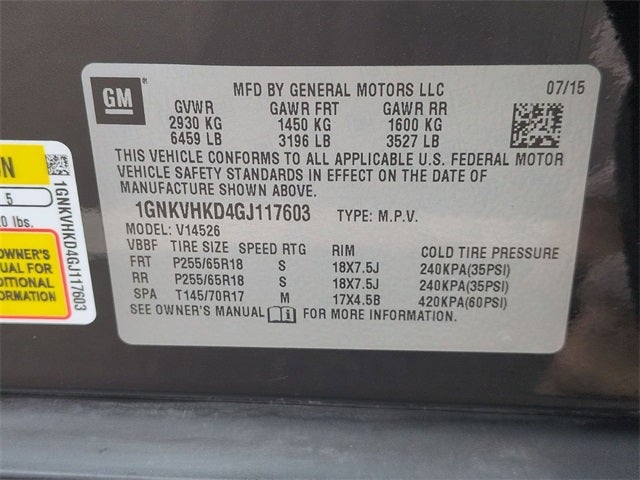 GM
MFD BY GENERAL MOTORS LLC 07/15
GVWR GAWR FRT GAWR RR
2930 KG 1450 KG 1600 KG
6459 LB 3196 LB 3527 LB
THIS VEHICLE CONFORMS TO ALL APPLICABLE U.S. FEDERAL MOTOR
VEHICLE SAFETY STANDARDS IN EFFECT ON THE DATE OF
MANUFACTURE SHOWN ABOVE.
1GNKVHKD4GJ117603 TYPE: M.P.V.
MODEL: V14526
VBBF TIRE SIZE SPEED RTG RIM COLD TIRE PRESSURE
FRT P255/65R18 S 18X7.5J 240KPA(35PSI)
RR P255/65R18 S 18X7.5J 240KPA(35PSI)
SPA T145/70R17 M 17X4.5B 420KPA(60PSI)
SEE OWNER'S MANUAL i FOR MORE INFORMATION.
5
lbs.
OWNER'S
FOR
1GNKVHKD4GJ117603